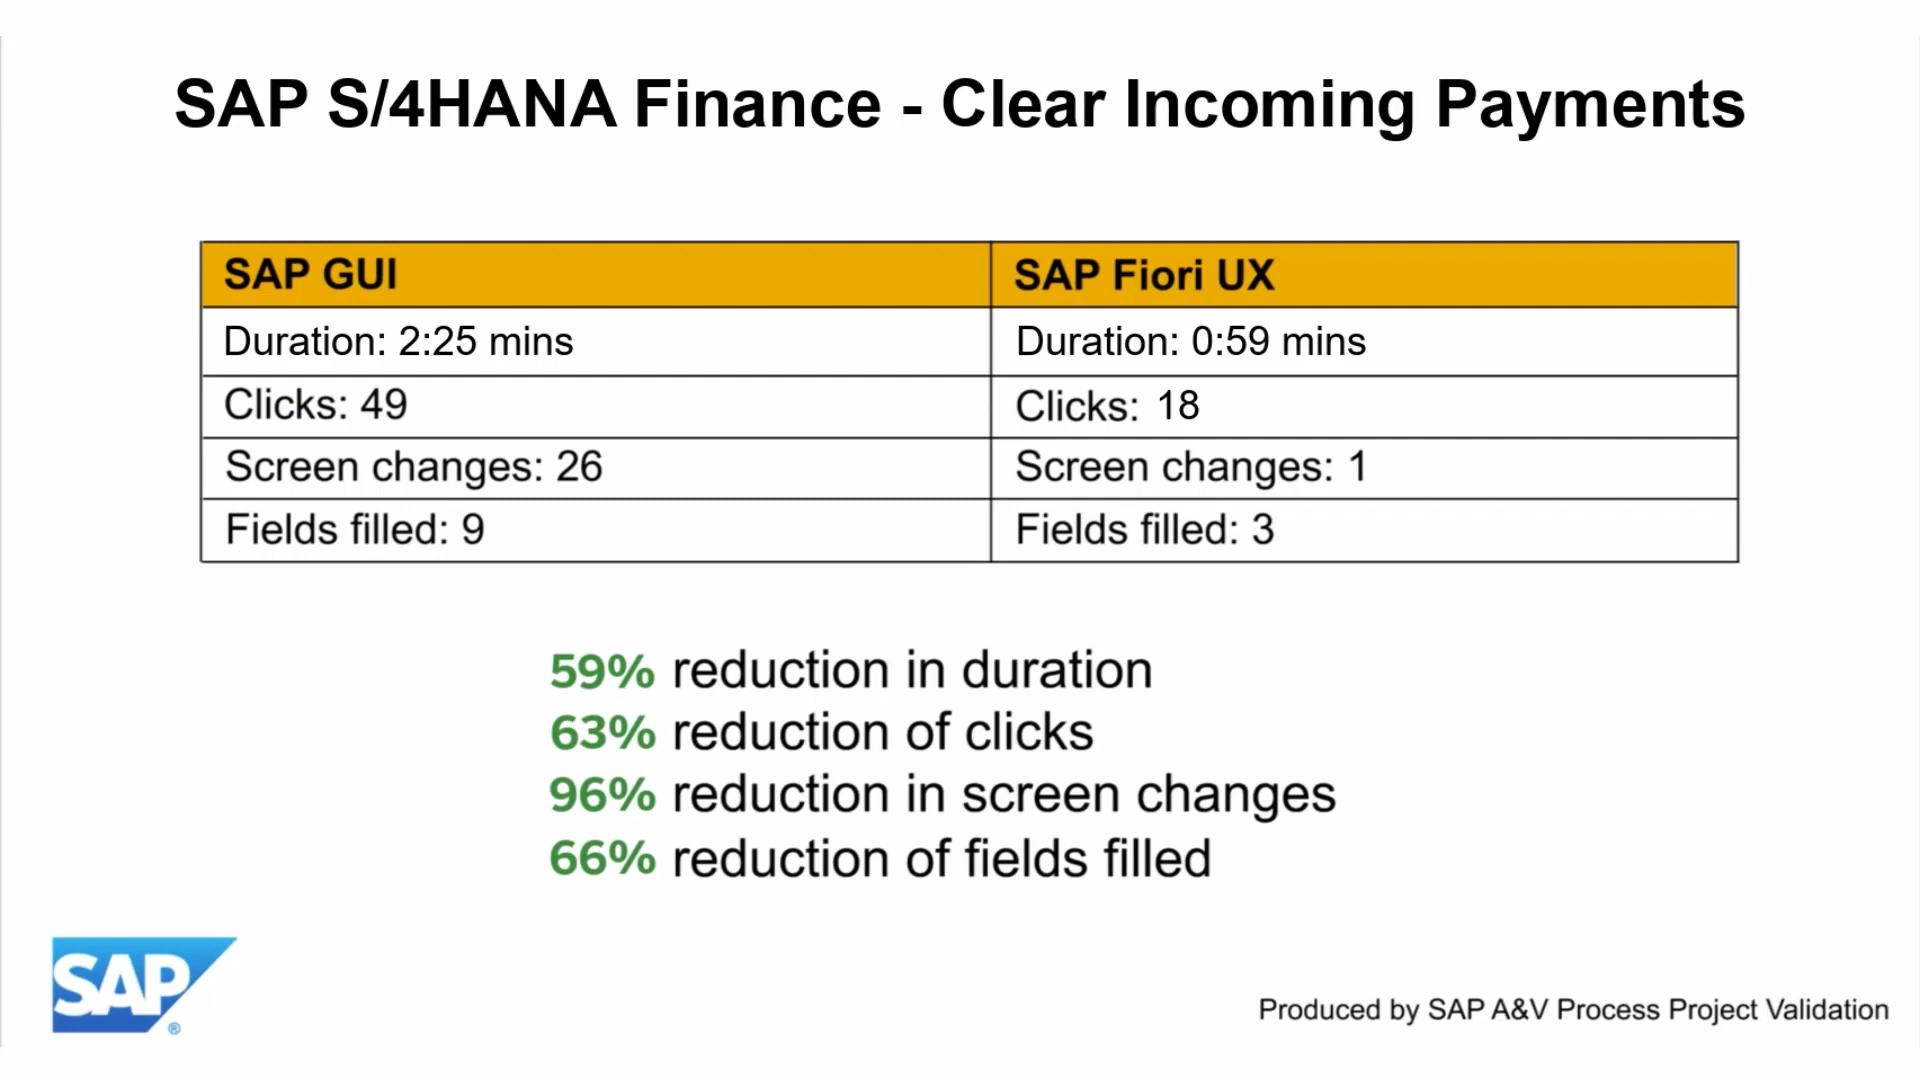 SAP S/4HANA Finance - Clear Incoming Payments
SAP GUI
SAP Fiori UX
Duration: 2:25 mins
Duration: 0:59 mins
Clicks: 49
Clicks: 18
Screen changes: 26
Screen changes: 1
Fields filled: 9
Fields filled: 3
59% reduction in duration
63% reduction of clicks
96% reduction in screen changes
66% reduction of fields filled
SAP ®
Produced by SAP A&V Process Project Validation